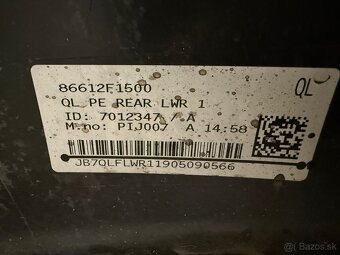 86612F1500
QL PE REAR LWR 1
QL
ID: 7012347 / A
M.no: PIJ007 A 14:58
JB7QLFLWR11905090566
Bazos.sk